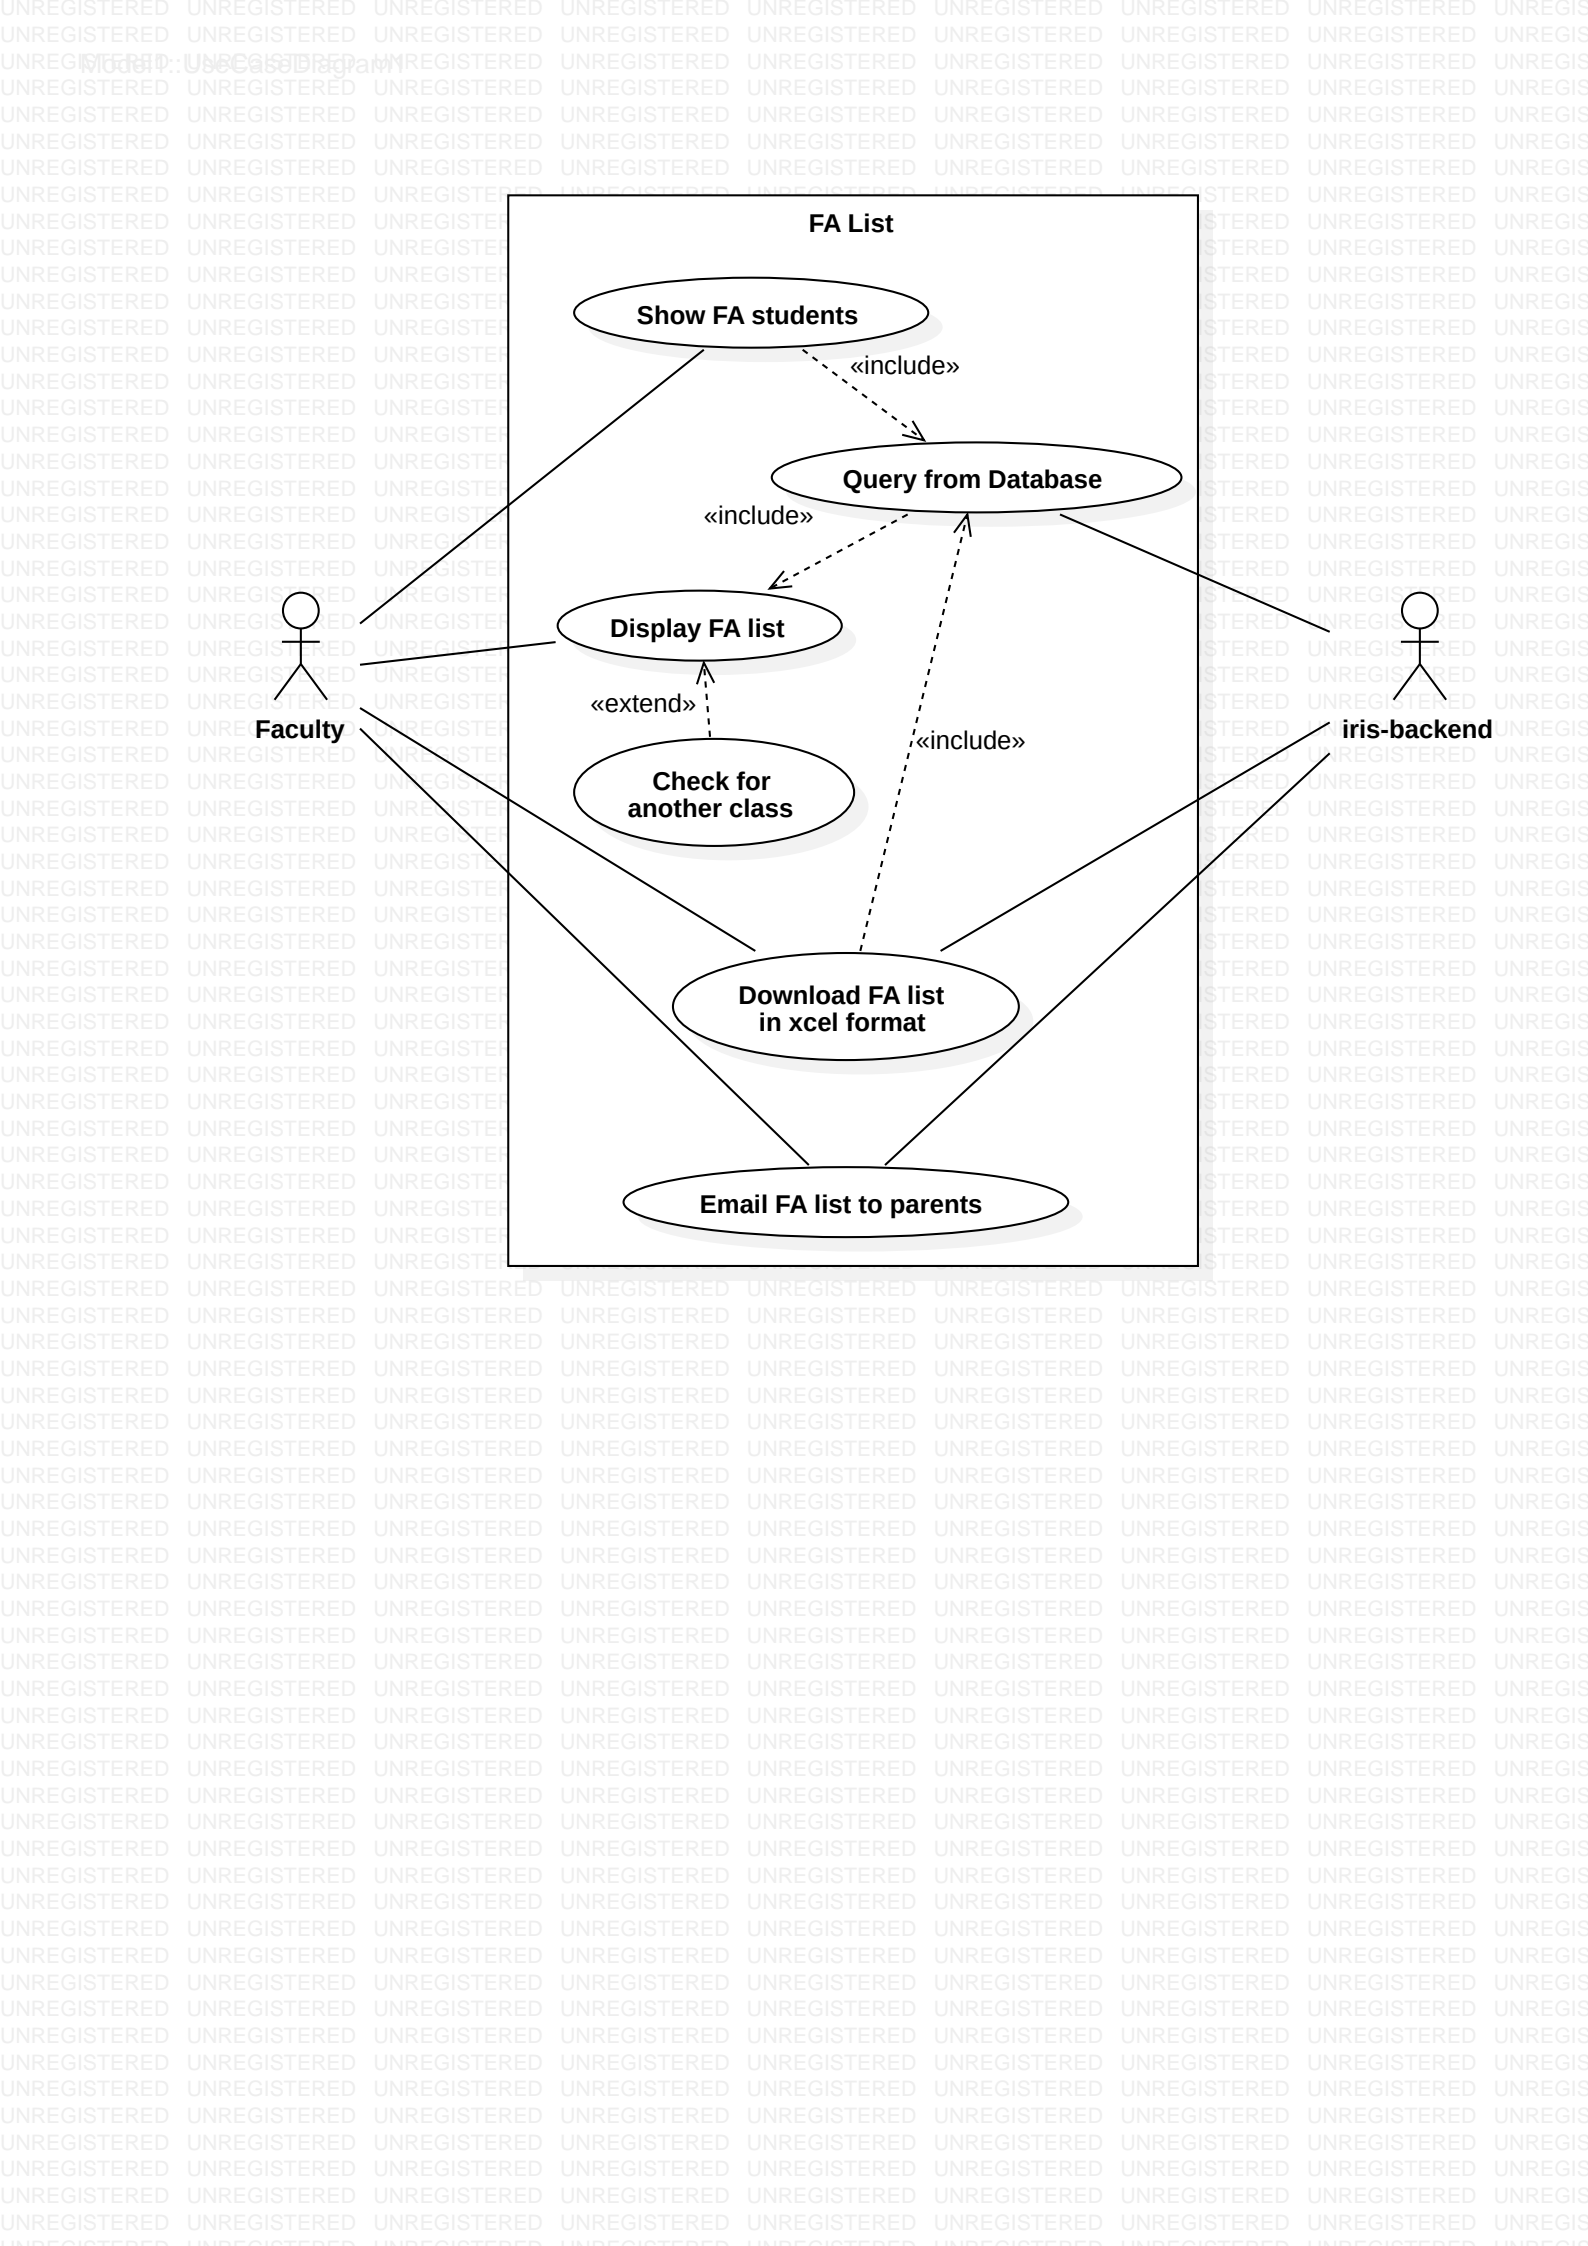 Model1::UseCaseDiagram1
FA List
Show FA students
«include»
Query from Database
«include»
Display FA list
«extend»
Faculty
iris-backend
«include»
Check for
another class
Download FA list
in xcel format
Email FA list to parents
UNREGISTERED